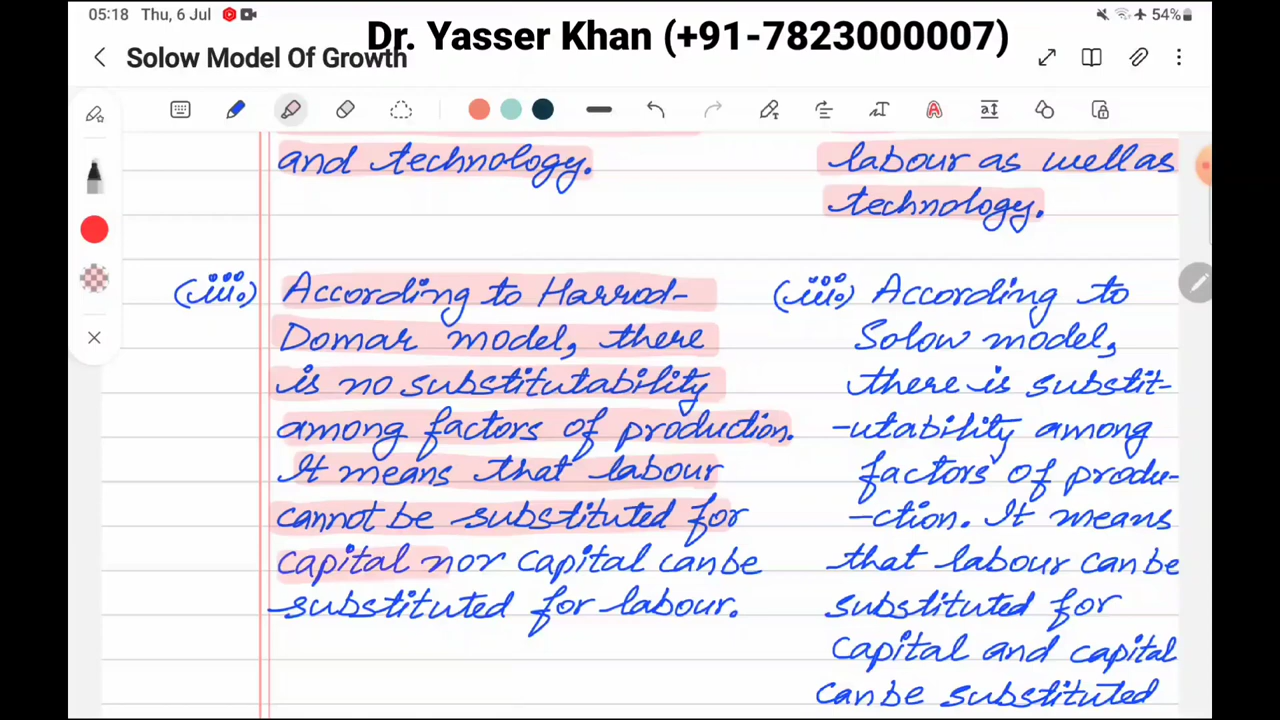 05:18 Thu, 6 Jul
54%
Dr. Yasser Khan (+91-7823000007)
Solow Model Of Growth
and technology.
labour as well as
technology.
(iii.) According to Harrod-
Domar model, there
is no substitutability
among factors of production.
It means that labour
cannot be substituted for
capital nor capital can be
substituted for labour.
(iii.) According to
Solow model,
there is substit-
-utability among
factors of produ-
-ction. It means
that labour can be
substituted for
capital and capital
can be substituted